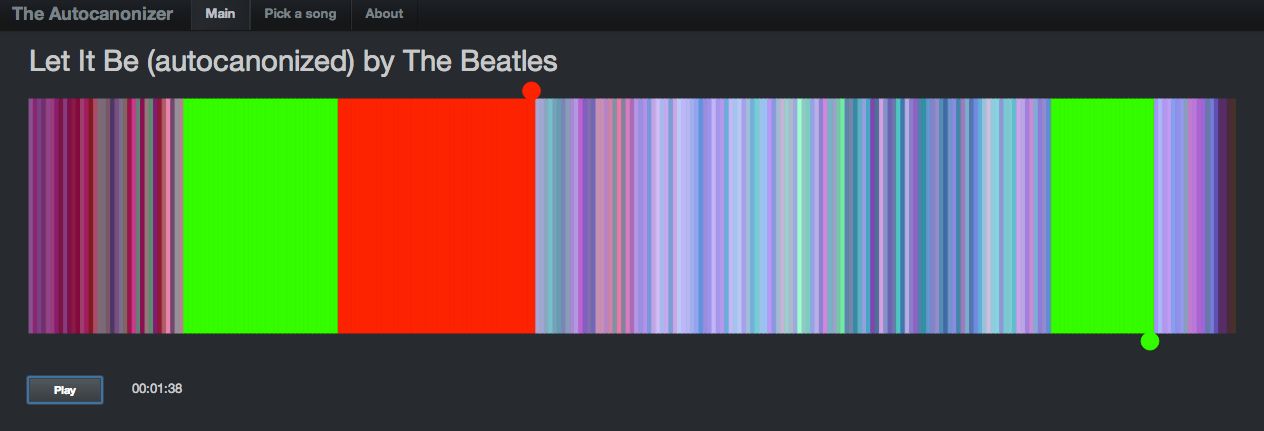 The Autocanonizer Main Pick a song About
Let It Be (autocanonized) by The Beatles
Play 00:01:38